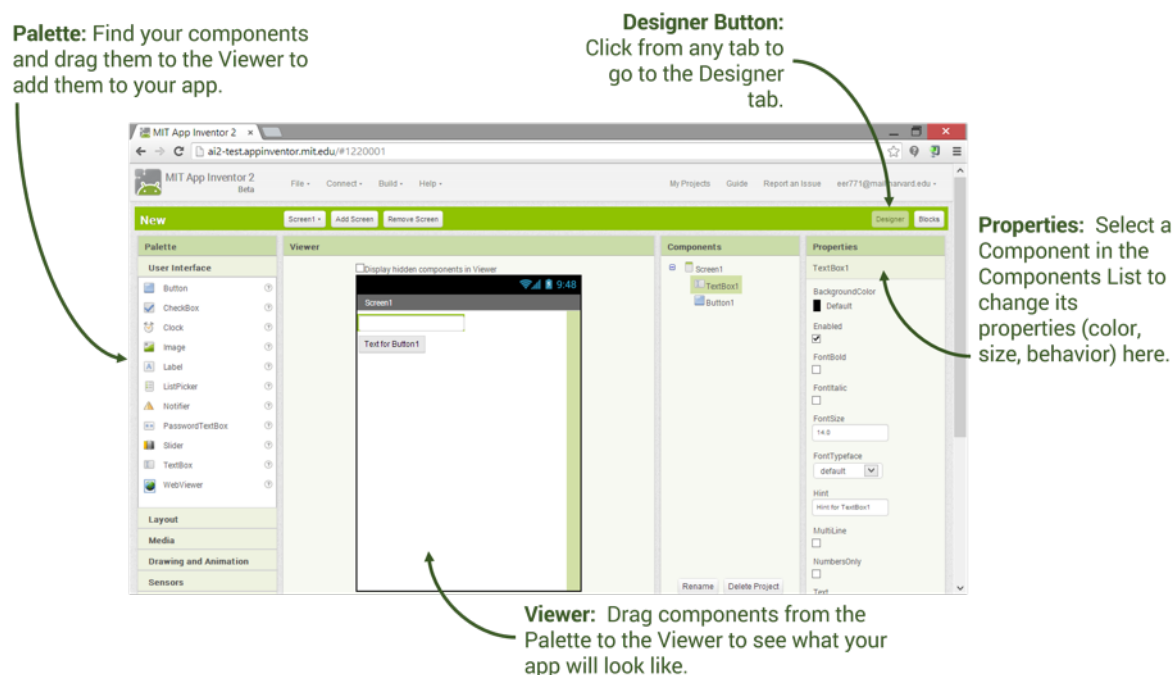 Palette: Find your components
and drag them to the Viewer to
add them to your app.
Designer Button:
Click from any tab to
go to the Designer
tab.
MIT App Inventor 2
ai2-test.appinventor.mit.edu/#1220001
MIT App Inventor 2
Beta
File
Connect
Build
Help
My Projects
Guide
Report an Issue
New
Screen1
Add Screen
Remove Screen
Designer
Blocks
Palette
Viewer
Components
Properties
User Interface
Button
CheckBox
Clock
Image
Label
ListPicker
Notifier
PasswordTextBox
Slider
TextBox
WebViewer
Layout
Media
Drawing and Animation
Sensors
Display hidden components in Viewer
9:48
Screen1
Text for Button1
Screen1
TextBox1
Button1
Rename
Delete Project
TextBox1
BackgroundColor
Default
Enabled
FontBold
FontItalic
FontSize
14.0
FontTypeface
default
Hint
Hint for TextBox1
MultiLine
NumbersOnly
Text
Properties: Select a
Component in the
Components List to
change its
properties (color,
size, behavior) here.
Viewer: Drag components from the
Palette to the Viewer to see what your
app will look like.